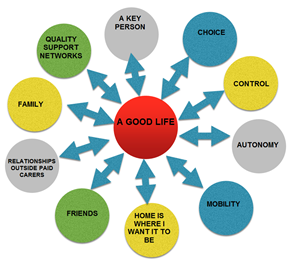 A KEY
PERSON
CHOICE
CONTROL
AUTONOMY
MOBILITY
HOME IS
WHERE I
WANT IT TO
BE
FRIENDS
RELATIONSHIPS
OUTSIDE PAID
CARERS
FAMILY
QUALITY
SUPPORT
NETWORKS
A GOOD LIFE